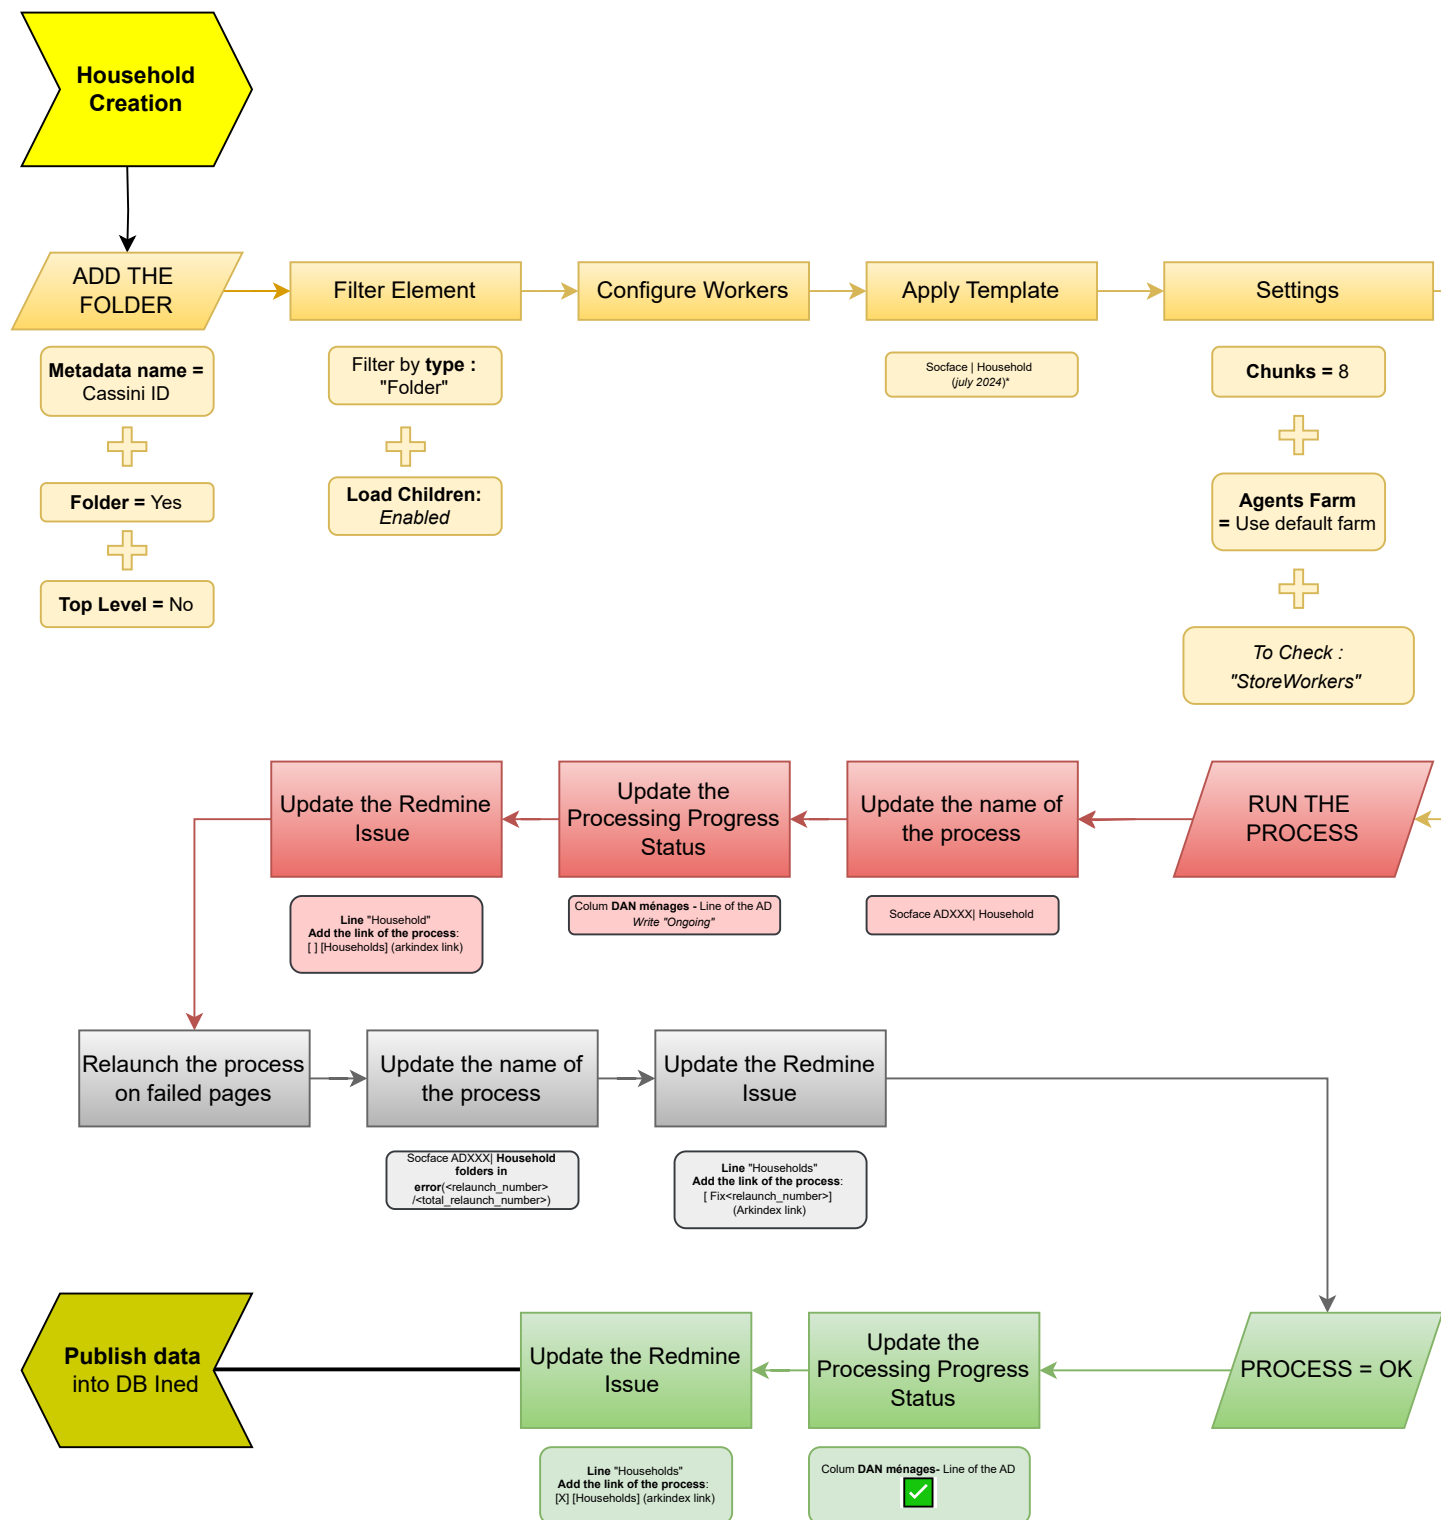 Household
Creation
ADD THE
FOLDER
Filter Element
Configure Workers
Apply Template
Settings
Metadata name =
Cassini ID
Folder = Yes
Top Level = No
Filter by type :
"Folder"
Load Children:
Enabled
Socface | Household
(july 2024)*
Chunks = 8
Agents Farm
= Use default farm
To Check :
"StoreWorkers"
RUN THE
PROCESS
Update the name of
the process
Update the
Processing Progress
Status
Update the Redmine
Issue
Socface ADXXX| Household
Colum DAN ménages - Line of the AD
Write "Ongoing"
Line "Household"
Add the link of the process:
[ ] [Households] (arkindex link)
Relaunch the process
on failed pages
Update the name of
the process
Update the Redmine
Issue
Socface ADXXX| Household
folders in
error(<relaunch_number>
/<total_relaunch_number>)
Line "Households"
Add the link of the process:
[ Fix<relaunch_number>]
(Arkindex link)
PROCESS = OK
Update the
Processing Progress
Status
Update the Redmine
Issue
Publish data
into DB Ined
Colum DAN ménages- Line of the AD
Line "Households"
Add the link of the process:
[X] [Households] (arkindex link)